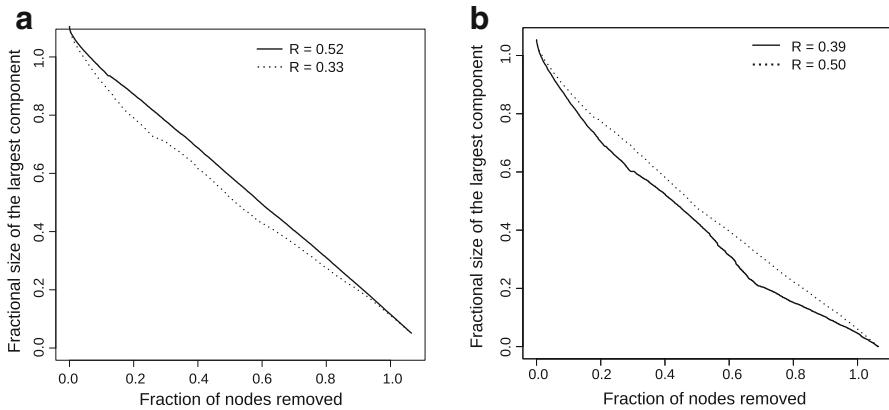 a
R = 0.52
R = 0.33
Fractional size of the largest component
0.0 0.2 0.4 0.6 0.8 1.0
0.0 0.2 0.4 0.6 0.8 1.0
Fraction of nodes removed
b
R = 0.39
R = 0.50
Fractional size of the largest component
0.0 0.2 0.4 0.6 0.8 1.0
0.0 0.2 0.4 0.6 0.8 1.0
Fraction of nodes removed